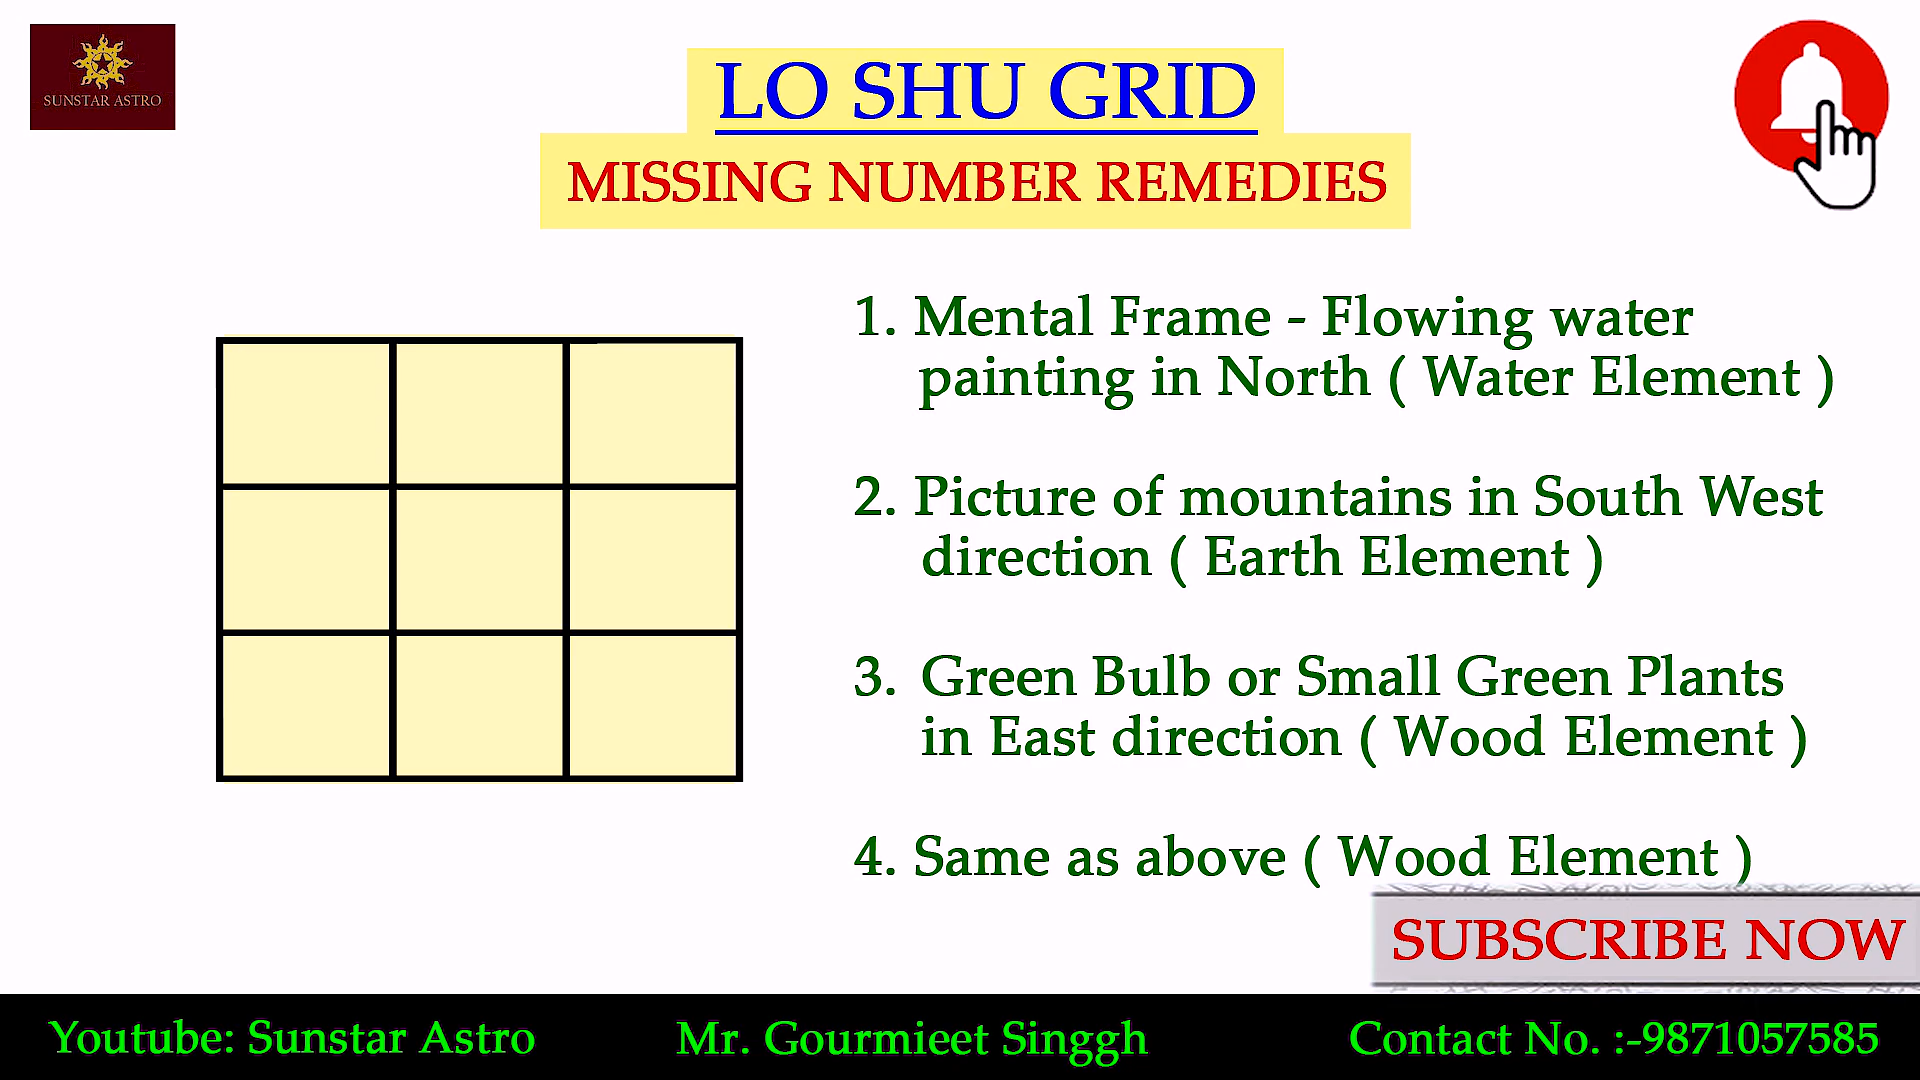 SUNSTAR ASTRO
LO SHU GRID
MISSING NUMBER REMEDIES
1. Mental Frame - Flowing water
painting in North ( Water Element )
2. Picture of mountains in South West
direction ( Earth Element )
3. Green Bulb or Small Green Plants
in East direction ( Wood Element )
4. Same as above ( Wood Element )
SUBSCRIBE NOW
Youtube: Sunstar Astro
Mr. Gourmieet Singgh
Contact No. :-9871057585